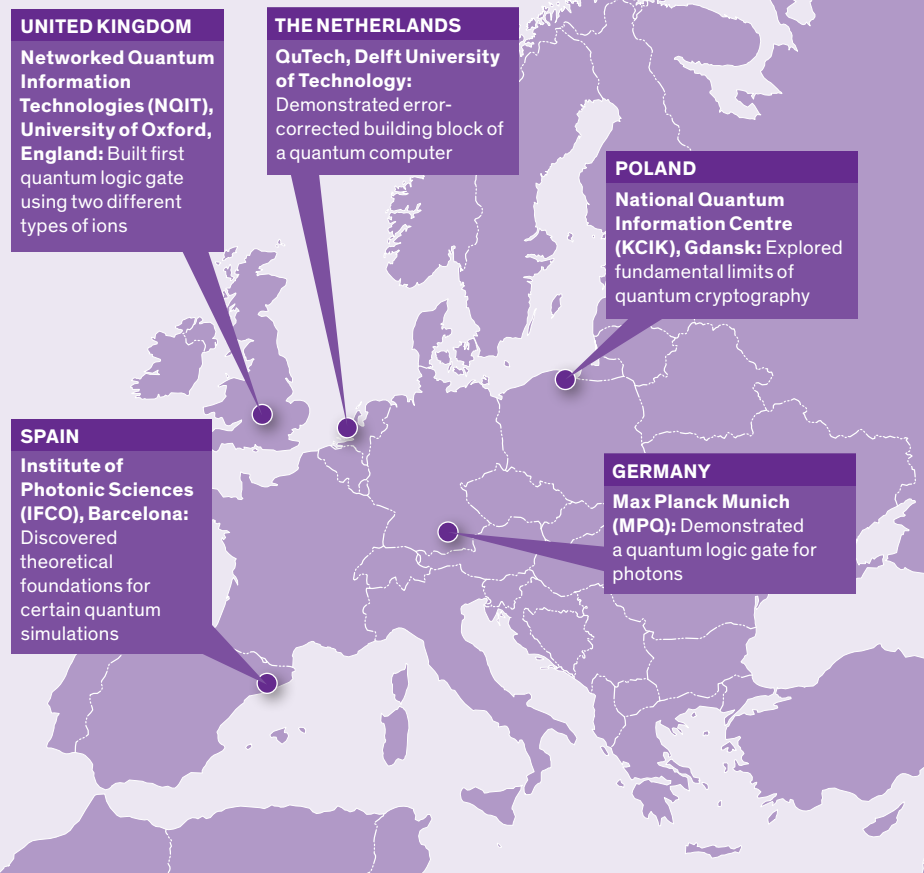 UNITED KINGDOM
Networked Quantum
Information
Technologies (NQIT),
University of Oxford,
England: Built first
quantum logic gate
using two different
types of ions
THE NETHERLANDS
QuTech, Delft University
of Technology:
Demonstrated error-
corrected building block of
a quantum computer
POLAND
National Quantum
Information Centre
(KCIK), Gdansk: Explored
fundamental limits of
quantum cryptography
SPAIN
Institute of
Photonic Sciences
(IFCO), Barcelona:
Discovered
theoretical
foundations for
certain quantum
simulations
GERMANY
Max Planck Munich
(MPQ): Demonstrated
a quantum logic gate for
photons